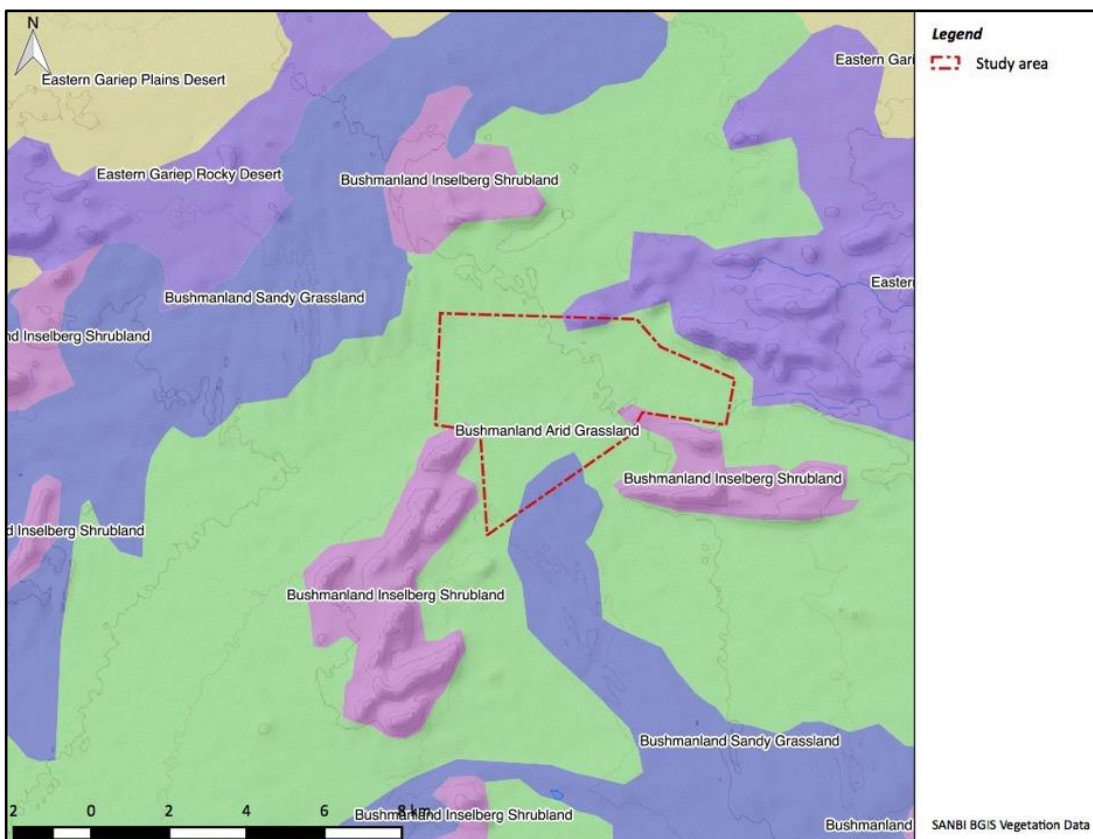 N
Legend
Study area
Eastern Gariep Plains Desert
Eastern Gari
Eastern Gariep Rocky Desert
Bushmanland Inselberg Shrubland
Eastern
Bushmanland Sandy Grassland
nd Inselberg Shrubland
Bushmanland Arid Grassland
Bushmanland Inselberg Shrubland
d Inselberg Shrubland
Bushmanland Inselberg Shrubland
Bushmanland Sandy Grassland
2 0 2 4 6 8 km
Bushmanland Inselberg Shrubland
Bushmanland
SANBI BGIS Vegetation Data